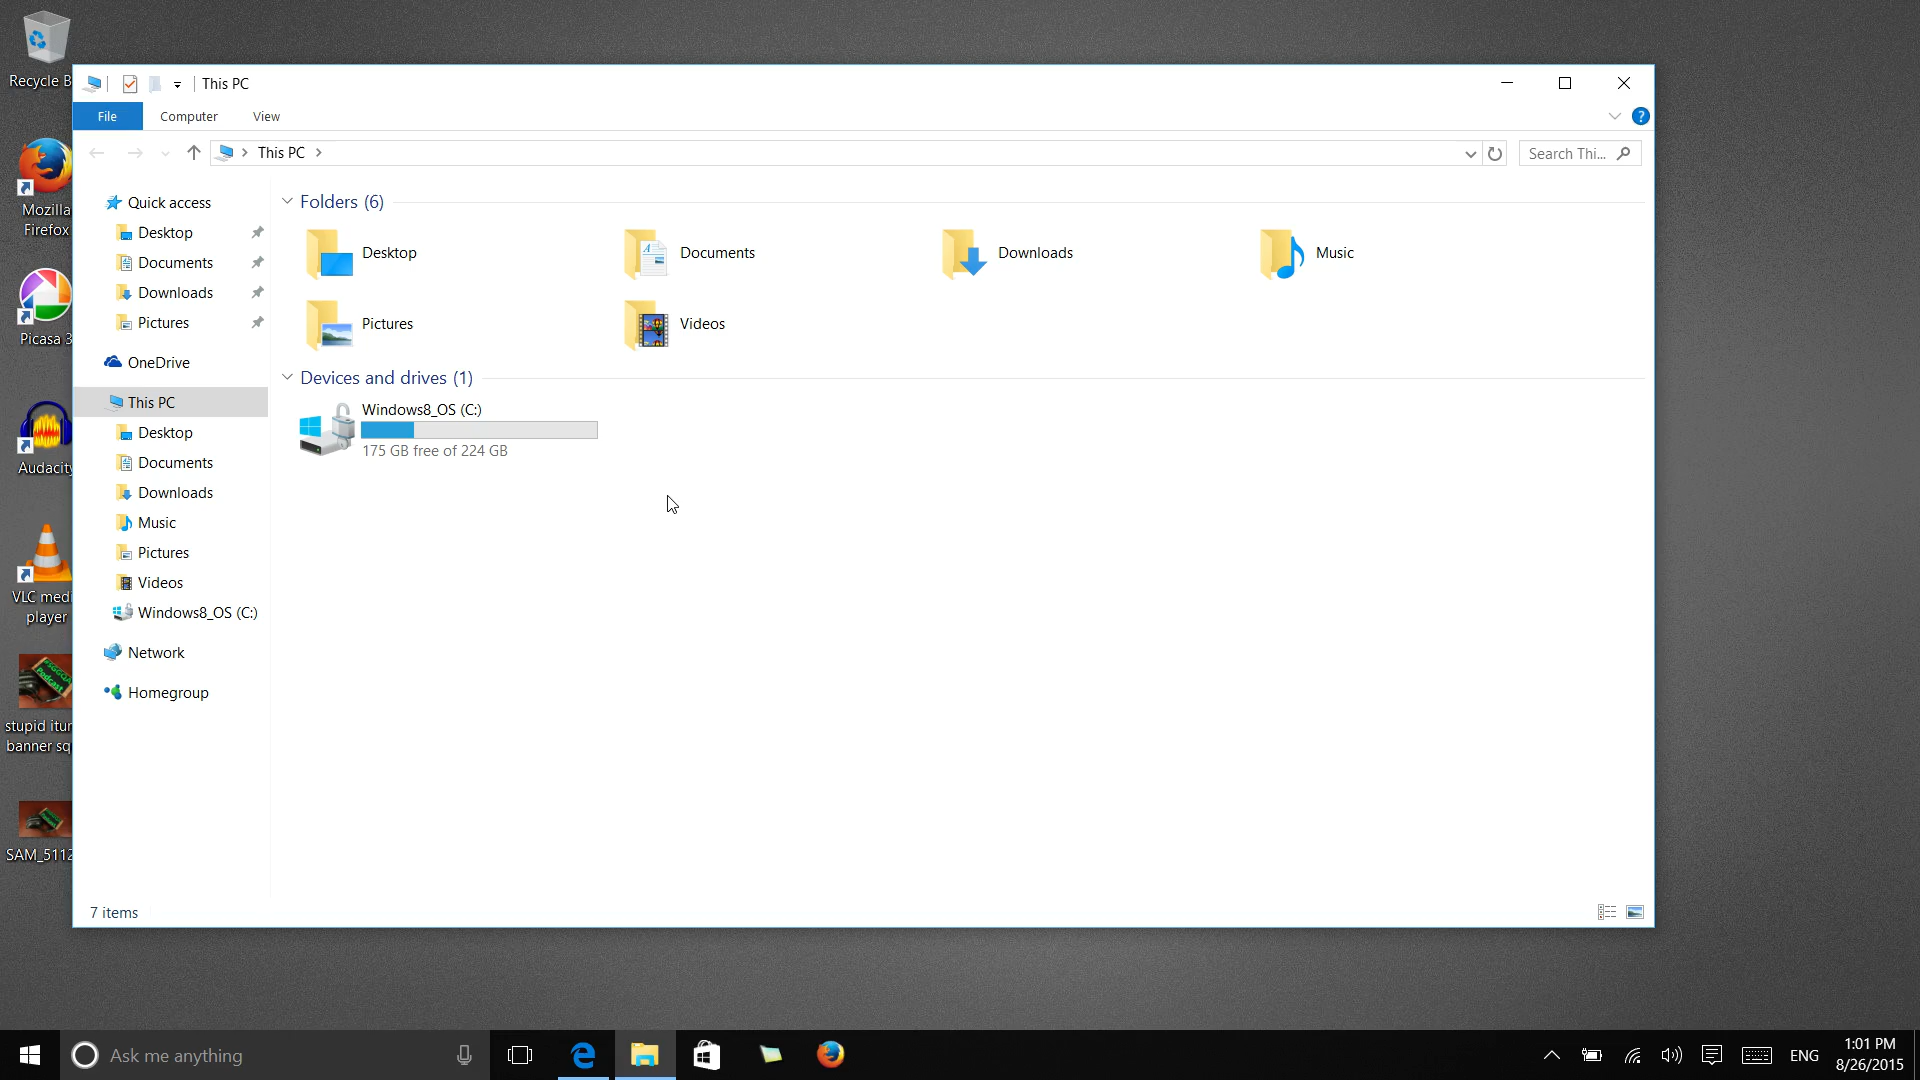 Recycle B
Mozilla
Firefox
Picasa 3
Audacity
VLC medi
player
Podcast
stupid itun
banner sq
SAM_5112
This PC
File
Computer
View
?
This PC
Search Thi...
Quick access
Desktop
Documents
Downloads
Pictures
OneDrive
This PC
Desktop
Documents
Downloads
Music
Pictures
Videos
Windows8_OS (C:)
Network
Homegroup
Folders (6)
Desktop
Documents
Downloads
Music
Pictures
Videos
Devices and drives (1)
Windows8_OS (C:)
175 GB free of 224 GB
7 items
Ask me anything
ENG
1:01 PM
8/26/2015